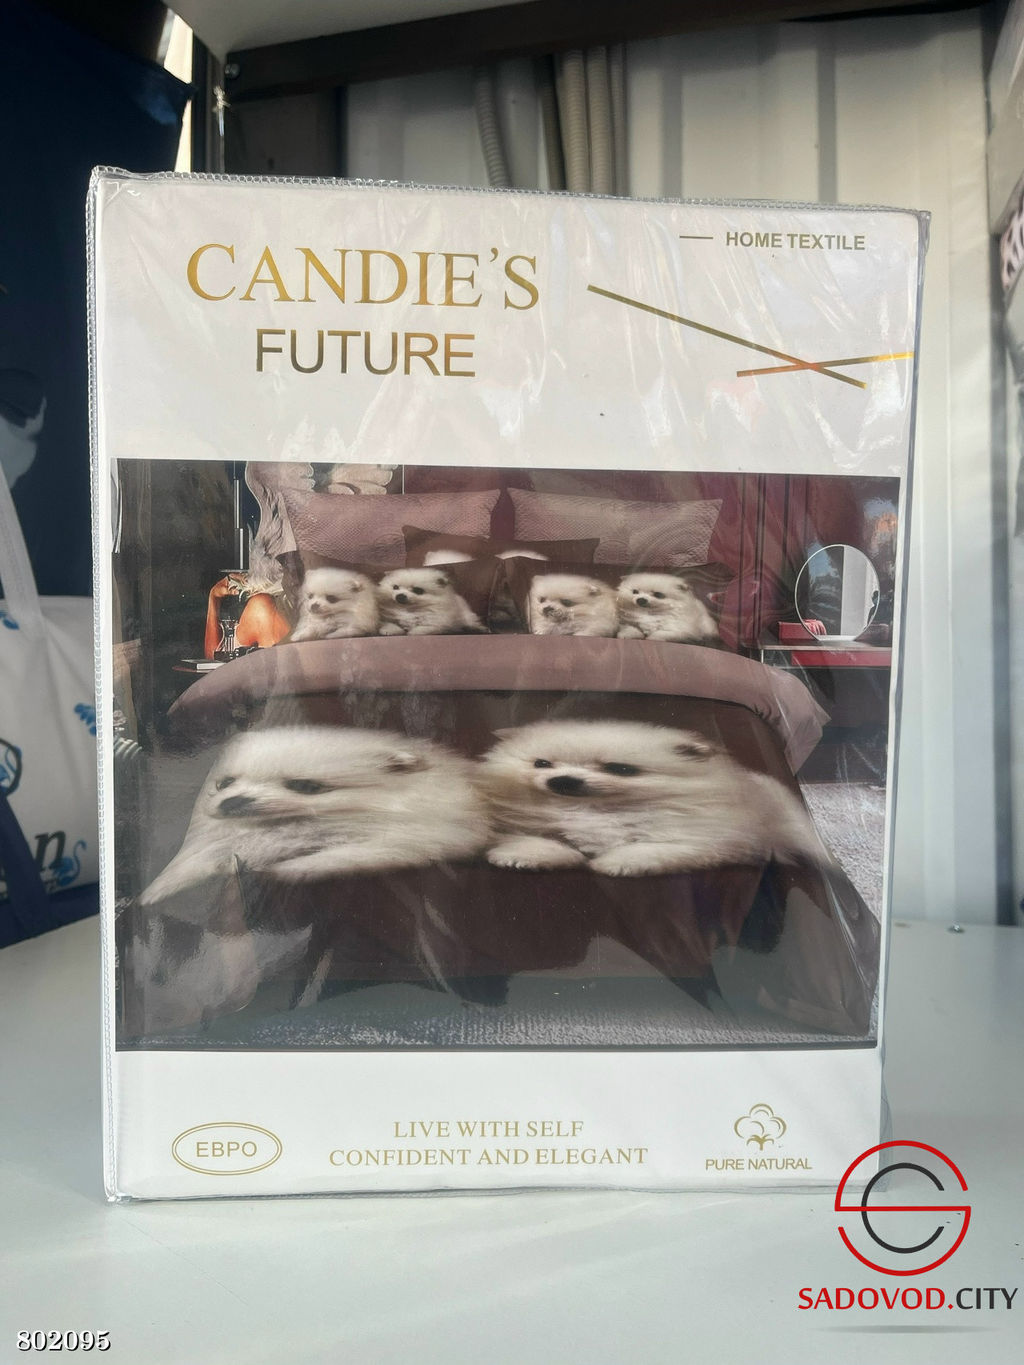 HOME TEXTILE
CANDIE'S
FUTURE
ЕВРО
LIVE WITH SELF
CONFIDENT AND ELEGANT
PURE NATURAL
SADOVOD.CITY
802095